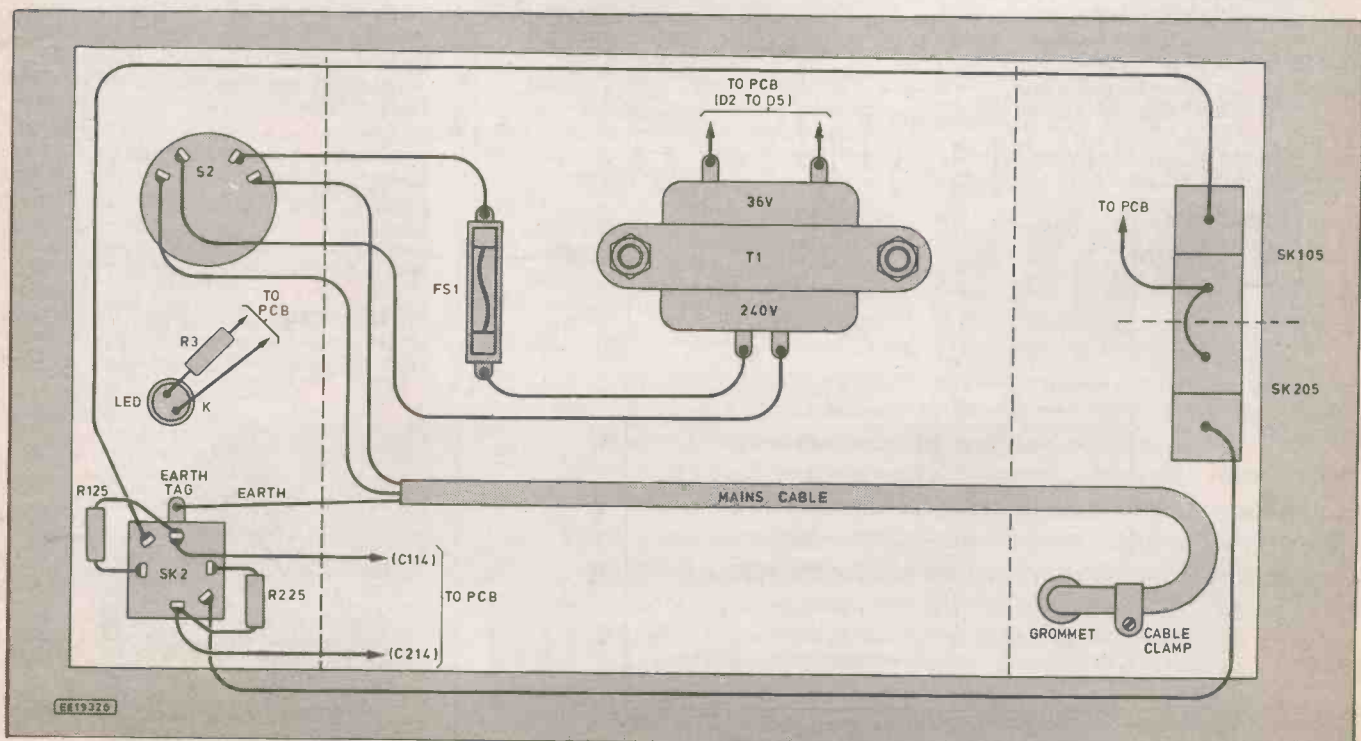 TO PCB
(D2 TO D5)
S2
36V
T1
240V
FS1
TO PCB
SK105
SK205
TO
PCB
R3
LED
K
EARTH
TAG
EARTH
MAINS CABLE
R125
SK2
R225
(C114)
TO PCB
(C214)
GROMMET
CABLE
CLAMP
EE19326